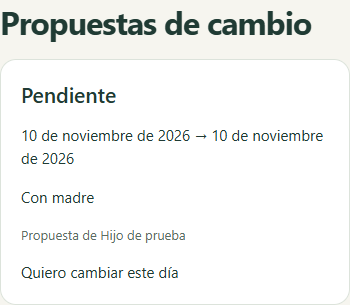 Propuestas de cambio
Pendiente
10 de noviembre de 2026 → 10 de noviembre
de 2026
Con madre
Propuesta de Hijo de prueba
Quiero cambiar este día